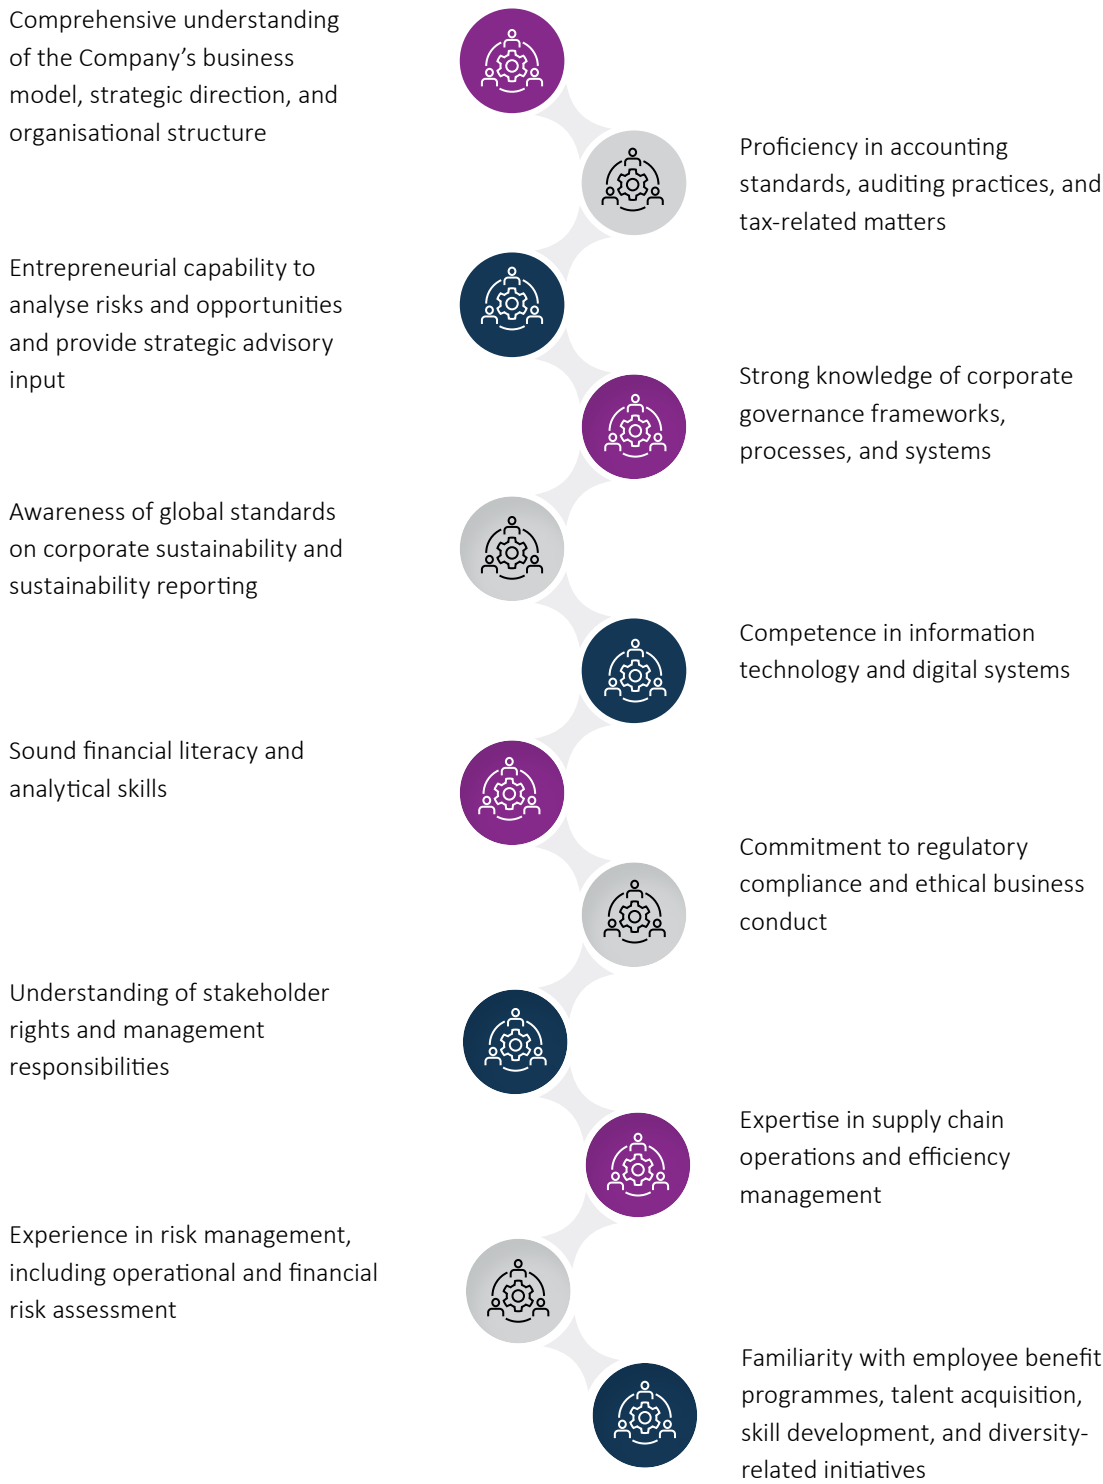 Comprehensive understanding
of the Company’s business
model, strategic direction, and
organisational structure
Proficiency in accounting
standards, auditing practices, and
tax-related matters
Entrepreneurial capability to
analyse risks and opportunities
and provide strategic advisory
input
Strong knowledge of corporate
governance frameworks,
processes, and systems
Awareness of global standards
on corporate sustainability and
sustainability reporting
Competence in information
technology and digital systems
Sound financial literacy and
analytical skills
Commitment to regulatory
compliance and ethical business
conduct
Understanding of stakeholder
rights and management
responsibilities
Expertise in supply chain
operations and efficiency
management
Experience in risk management,
including operational and financial
risk assessment
Familiarity with employee benefit
programmes, talent acquisition,
skill development, and diversity-
related initiatives